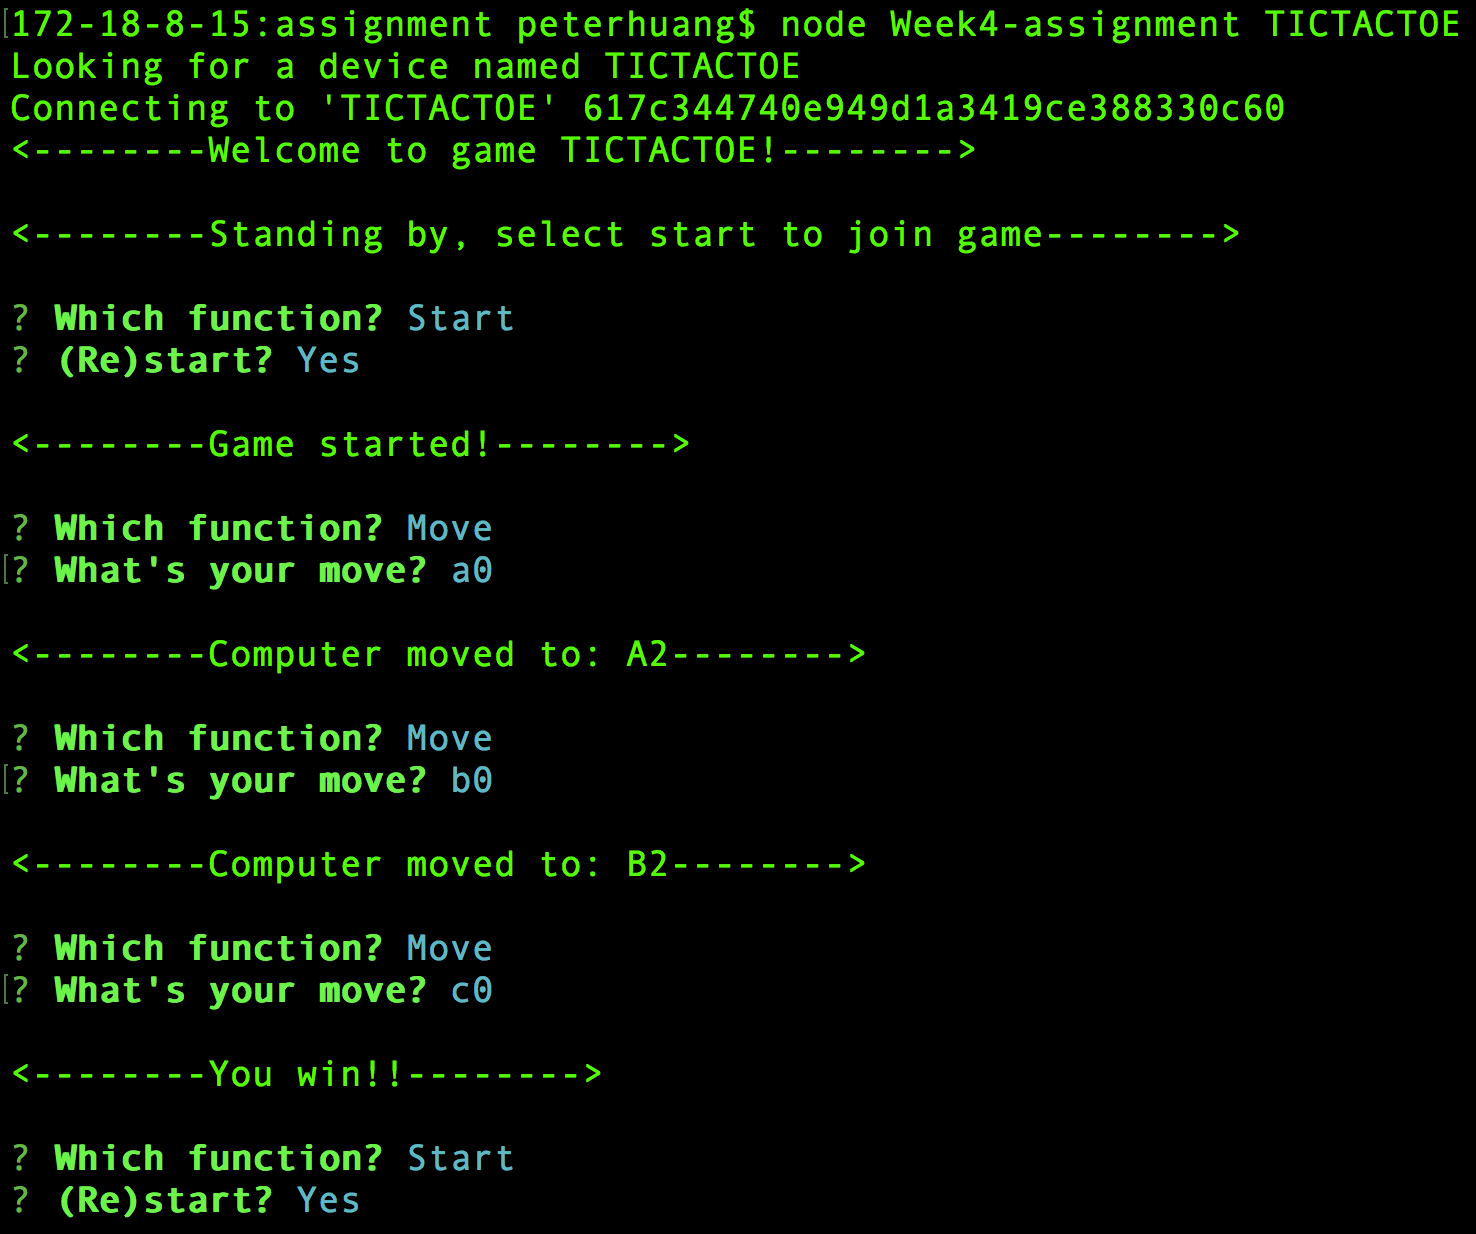 [172-18-8-15:assignment peterhuang$ node Week4-assignment TICTACTOE
Looking for a device named TICTACTOE
Connecting to 'TICTACTOE' 617c344740e949d1a3419ce388330c60
<--------Welcome to game TICTACTOE!-------->
<--------Standing by, select start to join game-------->
? Which function? Start
? (Re)start? Yes
<--------Game started!-------->
? Which function? Move
[? What's your move? a0
<--------Computer moved to: A2-------->
? Which function? Move
[? What's your move? b0
<--------Computer moved to: B2-------->
? Which function? Move
[? What's your move? c0
<--------You win!!-------->
? Which function? Start
? (Re)start? Yes